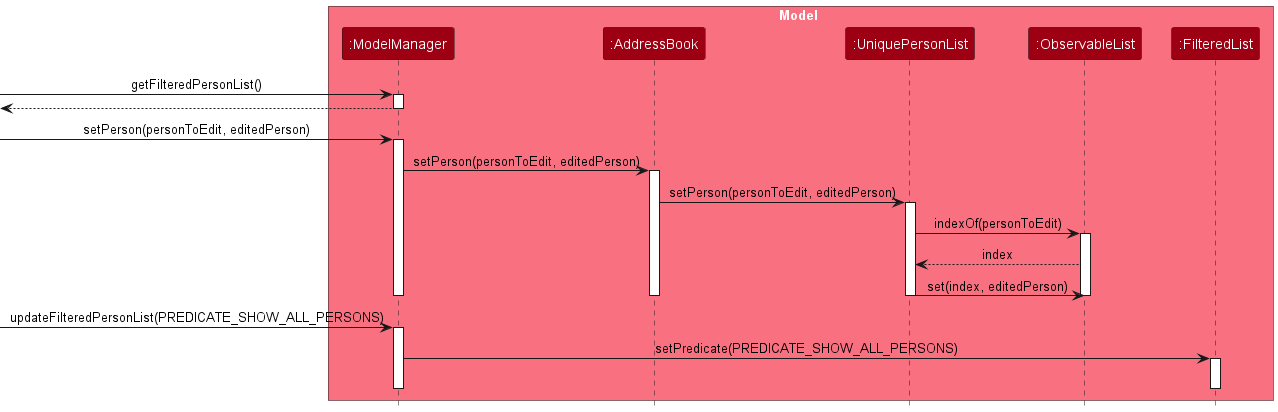 Model
:ModelManager
:AddressBook
:UniquePersonList
:ObservableList
:FilteredList
getFilteredPersonList()
setPerson(personToEdit, editedPerson)
setPerson(personToEdit, editedPerson)
setPerson(personToEdit, editedPerson)
indexOf(personToEdit)
index
set(index, editedPerson)
updateFilteredPersonList(PREDICATE_SHOW_ALL_PERSONS)
setPredicate(PREDICATE_SHOW_ALL_PERSONS)